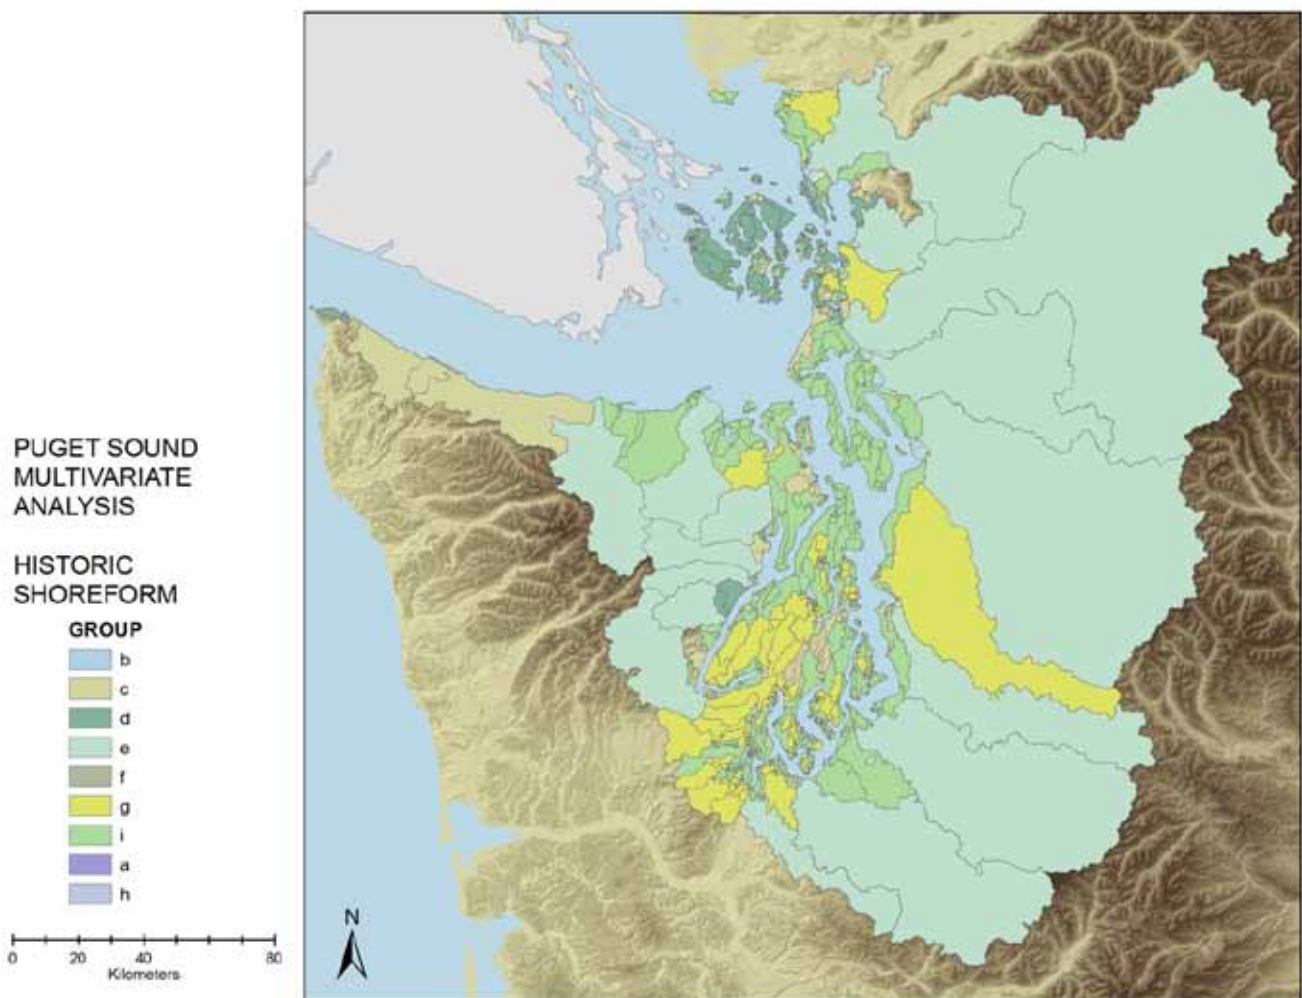 PUGET SOUND
MULTIVARIATE
ANALYSIS
HISTORIC
SHOREFORM
GROUP
b
c
d
e
f
g
i
a
h
N
0 20 40 80
Kilometers